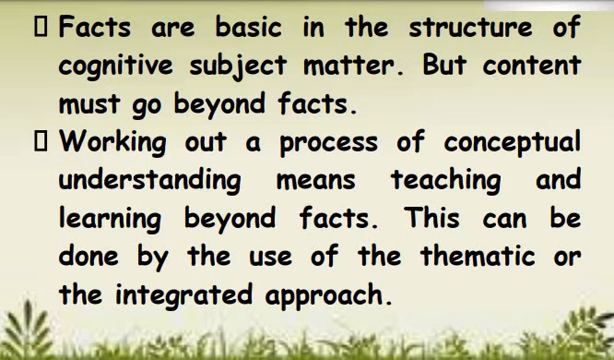 ▯ Facts are basic in the structure of
cognitive subject matter. But content
must go beyond facts.
▯ Working out a process of conceptual
understanding means teaching and
learning beyond facts. This can be
done by the use of the thematic or
the integrated approach.